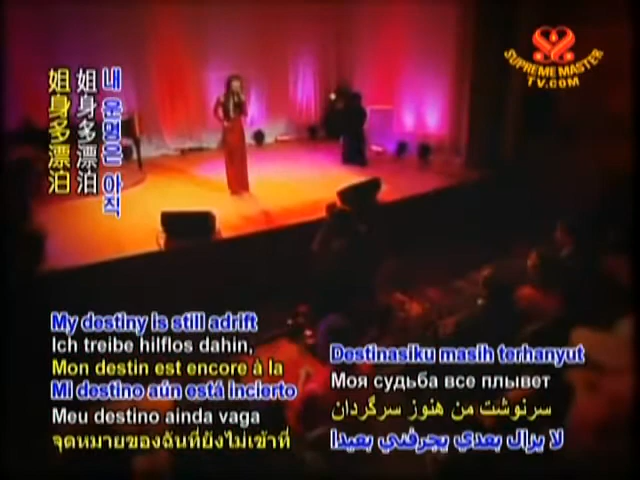 SUPREME MASTER
TV.COM
姐身多漂泊
姐身多漂泊
내 운명은 아직
My destiny is still adrift
Ich treibe hilflos dahin,
Mon destin est encore à la
Mi destino aún está incierto
Meu destino ainda vaga
จุดหมายของฉันที่ยังไม่เข้าที่
Destinasiku masih terhanyut
Моя судьба все плывет
سرنوشت من هنوز سرگردان
لا يزال بعدي يجرفني بعيدا